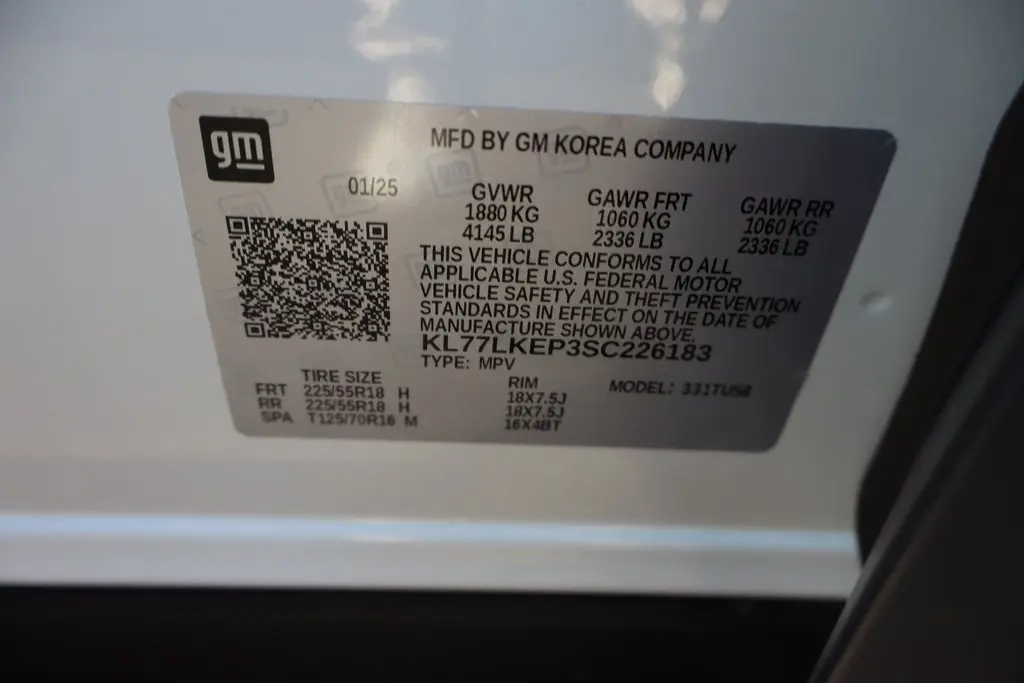 gm
MFD BY GM KOREA COMPANY
01/25
GVWR
1880 KG
4145 LB
GAWR FRT
1060 KG
2336 LB
GAWR RR
1060 KG
2336 LB
THIS VEHICLE CONFORMS TO ALL
APPLICABLE U.S. FEDERAL MOTOR
VEHICLE SAFETY AND THEFT PREVENTION
STANDARDS IN EFFECT ON THE DATE OF
MANUFACTURE SHOWN ABOVE.
KL77LKEP3SC226183
TYPE: MPV
TIRE SIZE
RIM
MODEL:
FRT 225/55R18 H 18X7.5J
RR 225/55R18 H 18X7.5J
SPA T125/70R16 M 16X4BT